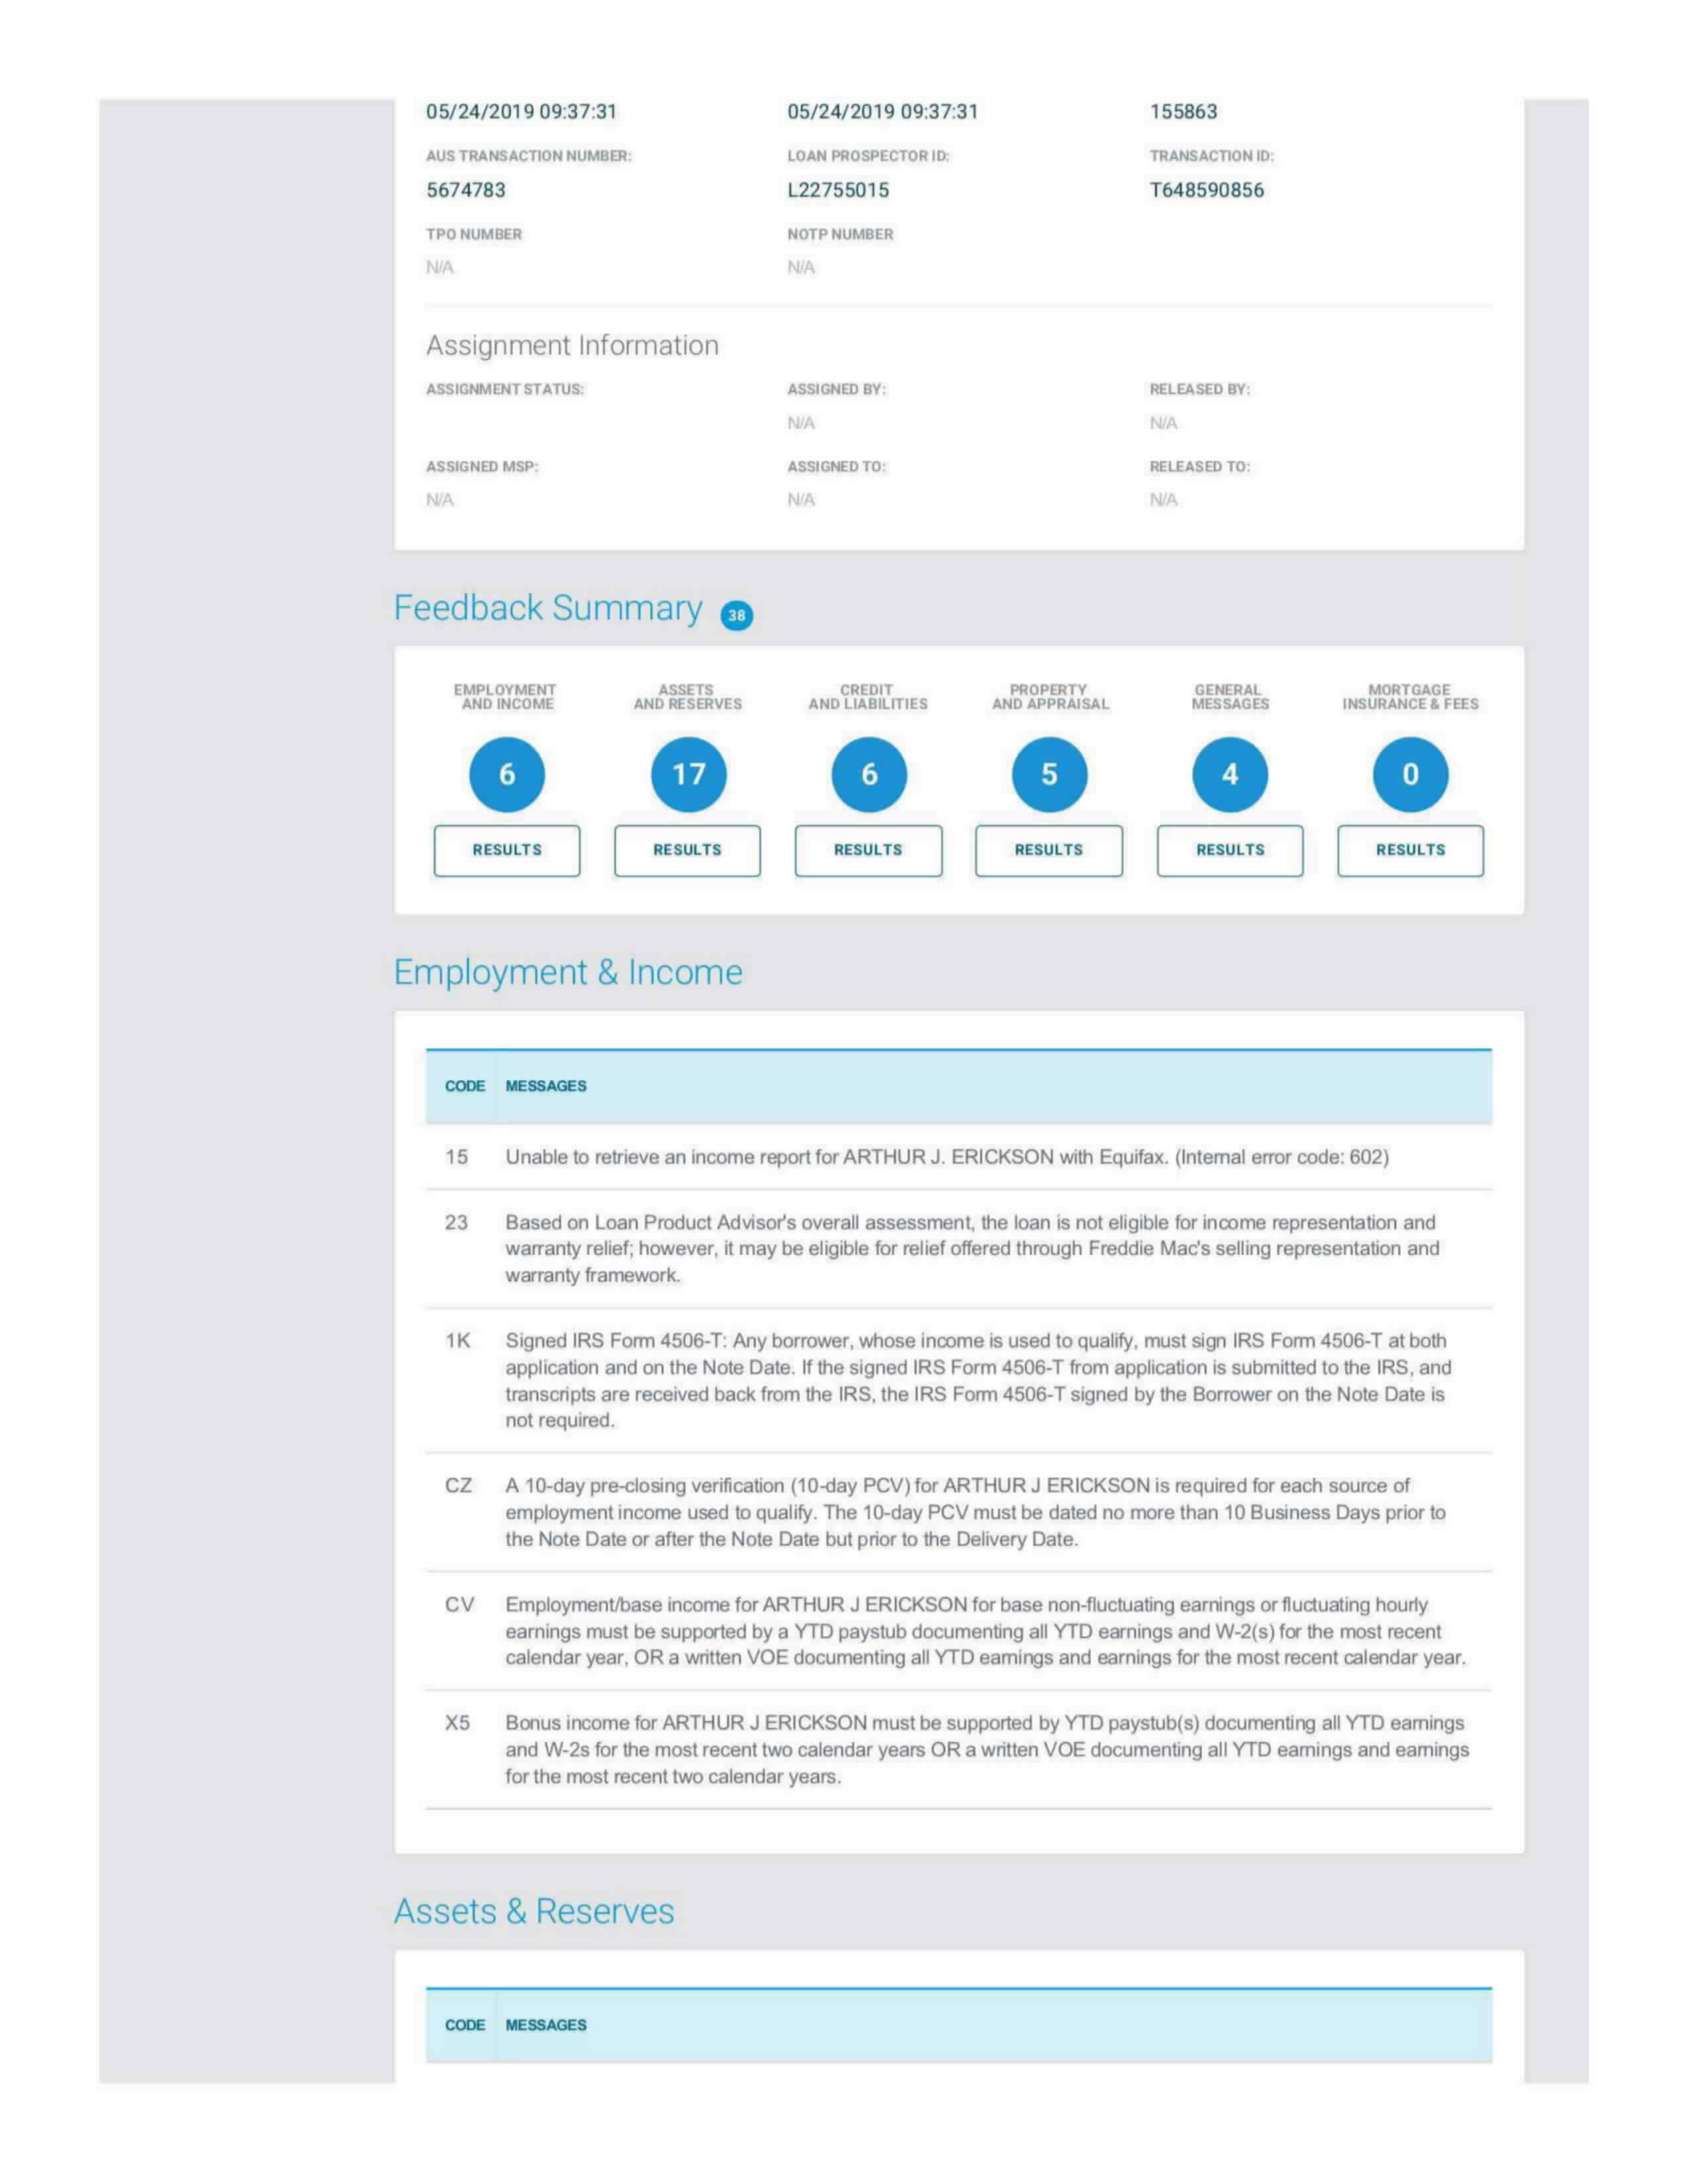 05/24/2019 09:37:31 05/24/2019 09:37:31 155863
AUS TRANSACTION NUMBER: LOAN PROSPECTOR ID: TRANSACTION ID:
5674783 L22755015 T648590856
TPO NUMBER NOTP NUMBER
N/A N/A
Assignment Information
ASSIGNMENT STATUS: ASSIGNED BY: RELEASED BY:
N/A N/A
ASSIGNED MSP: ASSIGNED TO: RELEASED TO:
N/A N/A N/A
Feedback Summary 38
EMPLOYMENT ASSETS CREDIT PROPERTY GENERAL MORTGAGE
AND INCOME AND RESERVES AND LIABILITIES AND APPRAISAL MESSAGES INSURANCE & FEES
6 17 6 5 4 0
RESULTS RESULTS RESULTS RESULTS RESULTS RESULTS
Employment & Income
CODE MESSAGES
15 Unable to retrieve an income report for ARTHUR J. ERICKSON with Equifax. (Internal error code: 602)
23 Based on Loan Product Advisor's overall assessment, the loan is not eligible for income representation and
warranty relief; however, it may be eligible for relief offered through Freddie Mac's selling representation and
warranty framework.
1K Signed IRS Form 4506-T: Any borrower, whose income is used to qualify, must sign IRS Form 4506-T at both
application and on the Note Date. If the signed IRS Form 4506-T from application is submitted to the IRS, and
transcripts are received back from the IRS, the IRS Form 4506-T signed by the Borrower on the Note Date is
not required.
CZ A 10-day pre-closing verification (10-day PCV) for ARTHUR J ERICKSON is required for each source of
employment income used to qualify. The 10-day PCV must be dated no more than 10 Business Days prior to
the Note Date or after the Note Date but prior to the Delivery Date.
CV Employment/base income for ARTHUR J ERICKSON for base non-fluctuating earnings or fluctuating hourly
earnings must be supported by a YTD paystub documenting all YTD earnings and W-2(s) for the most recent
calendar year, OR a written VOE documenting all YTD earnings and earnings for the most recent calendar year.
X5 Bonus income for ARTHUR J ERICKSON must be supported by YTD paystub(s) documenting all YTD earnings
and W-2s for the most recent two calendar years OR a written VOE documenting all YTD earnings and earnings
for the most recent two calendar years.
Assets & Reserves
CODE MESSAGES